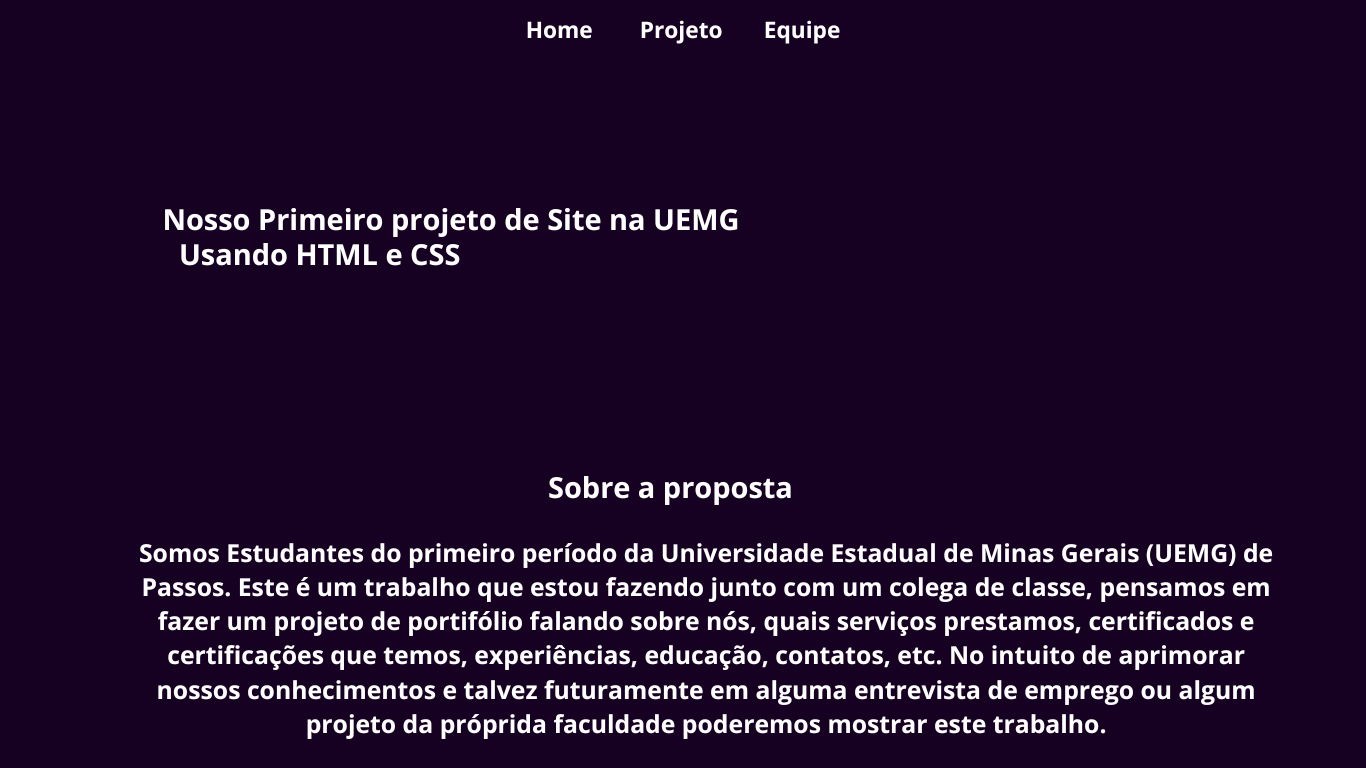 Home Projeto Equipe
Nosso Primeiro projeto de Site na UEMG
Usando HTML e CSS
Sobre a proposta
Somos Estudantes do primeiro período da Universidade Estadual de Minas Gerais (UEMG) de
Passos. Este é um trabalho que estou fazendo junto com um colega de classe, pensamos em
fazer um projeto de portifólio falando sobre nós, quais serviços prestamos, certificados e
certificações que temos, experiências, educação, contatos, etc. No intuito de aprimorar
nossos conhecimentos e talvez futuramente em alguma entrevista de emprego ou algum
projeto da próprida faculdade poderemos mostrar este trabalho.